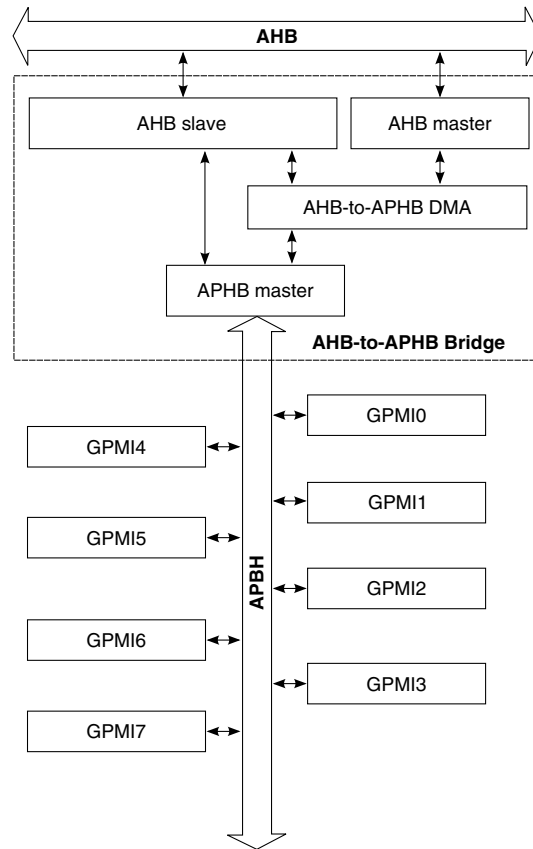 AHB
AHB slave
AHB master
AHB-to-APHB DMA
APHB master
AHB-to-APHB Bridge
GPMI0
GPMI4
GPMI1
GPMI5
APBH
GPMI2
GPMI6
GPMI3
GPMI7